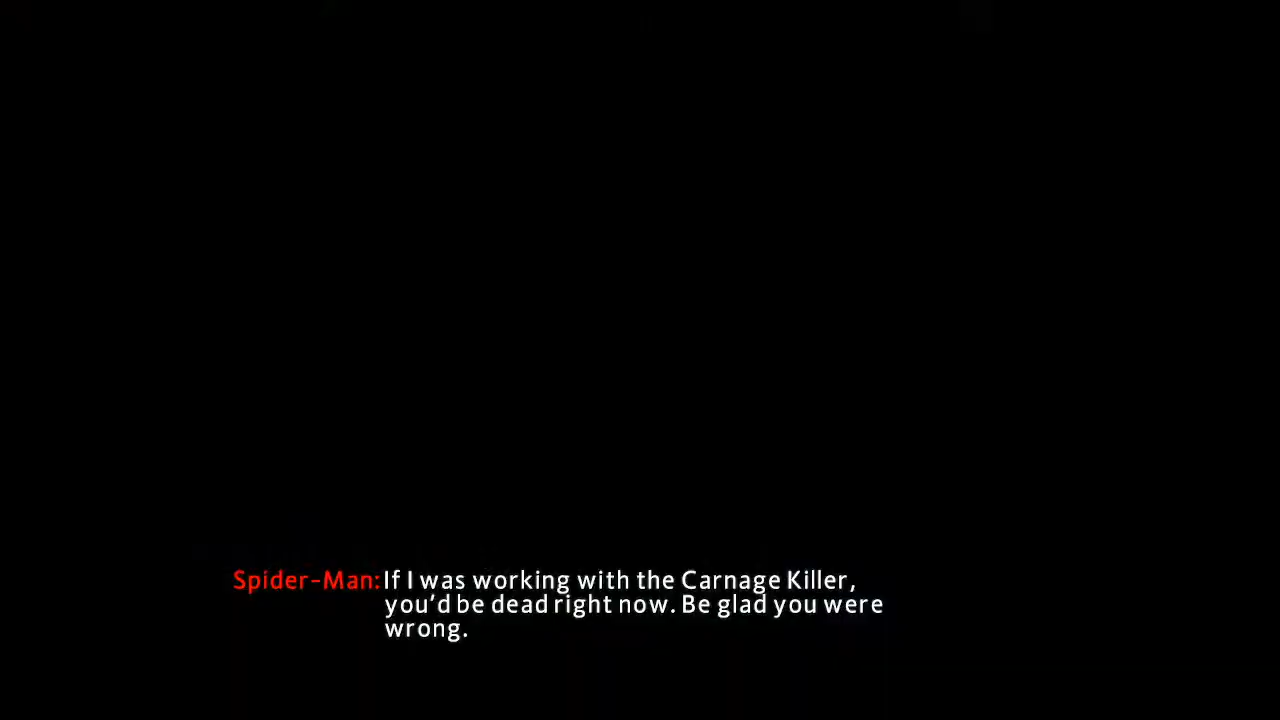 Spider-Man: If I was working with the Carnage Killer,
you'd be dead right now. Be glad you were
wrong.